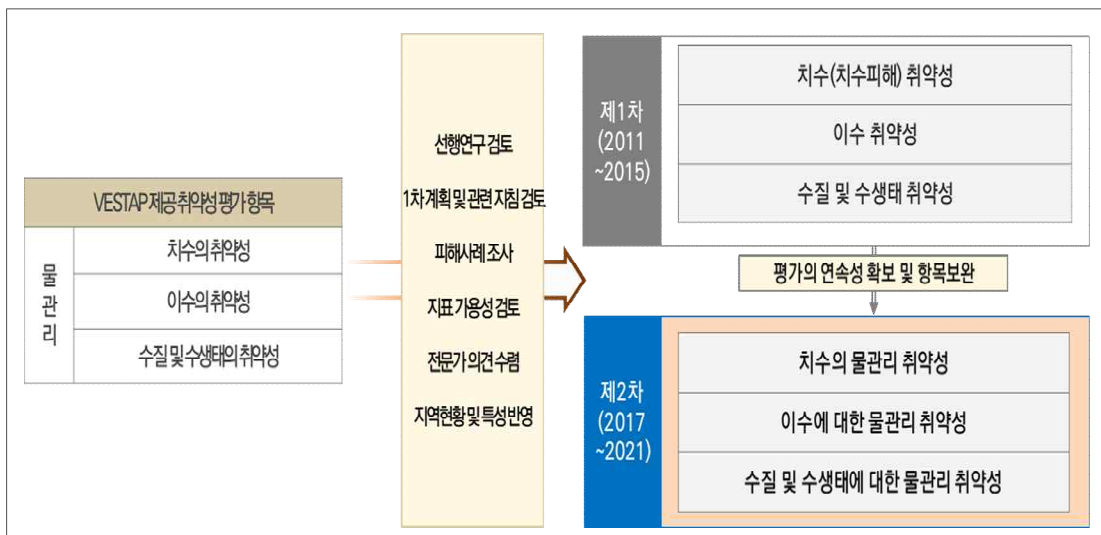 VESTAP 제공 취약성 평가 항목
물
관
리
치수의 취약성
이수의 취약성
수질 및 수생태의 취약성
선행연구 검토
1차 계획 및 관련 지침 검토
피해사례 조사
지표 가용성 검토
전문가 의견 수렴
지역현황 및 특성 반영
제1차
(2011
~2015)
치수(치수피해) 취약성
이수 취약성
수질 및 수생태 취약성
평가의 연속성 확보 및 항목보완
제2차
(2017
~2021)
치수의 물관리 취약성
이수에 대한 물관리 취약성
수질 및 수생태에 대한 물관리 취약성